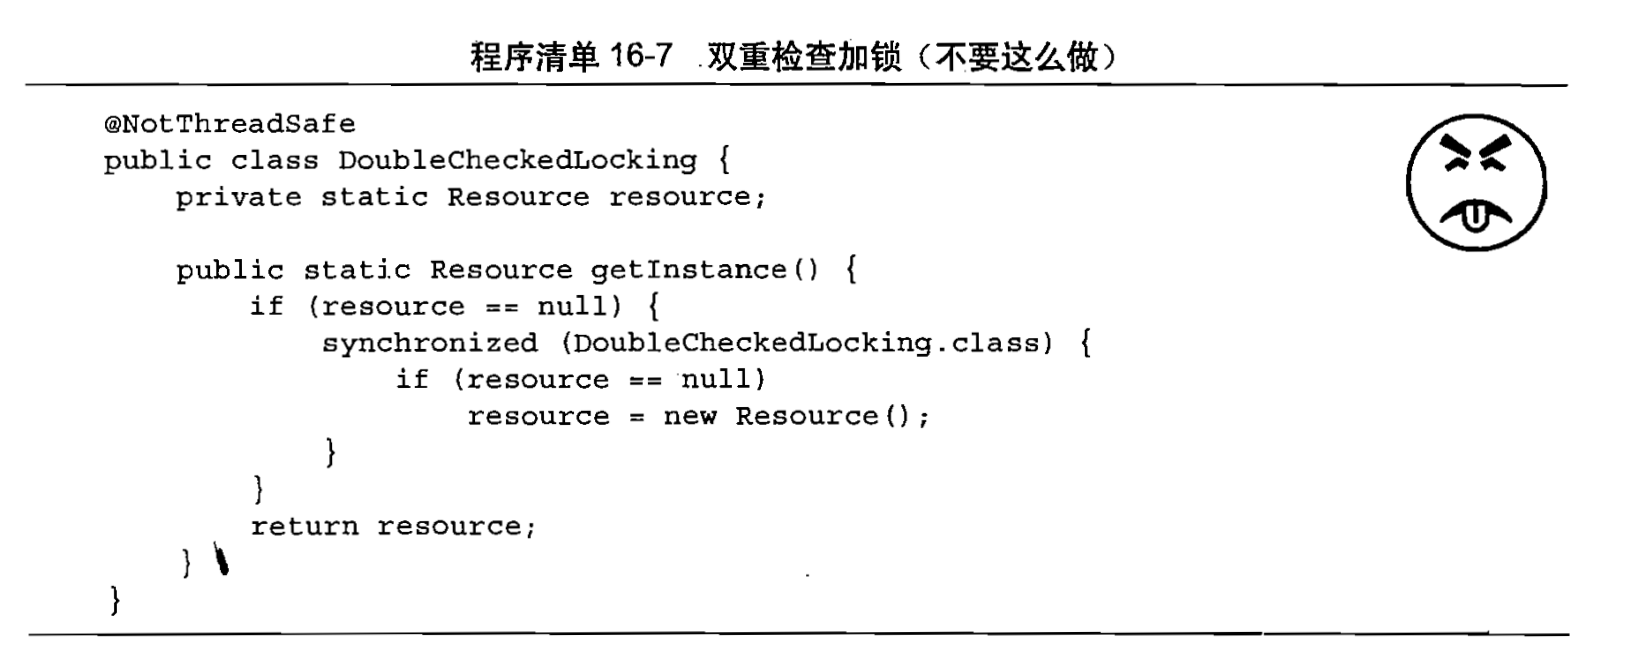 程序清单 16-7 双重检查加锁（不要这么做）
@NotThreadSafe
public class DoubleCheckedLocking {
    private static Resource resource;
    public static Resource getInstance() {
        if (resource == null) {
            synchronized (DoubleCheckedLocking.class) {
                if (resource == null)
                    resource = new Resource();
            }
        }
        return resource;
    }
}